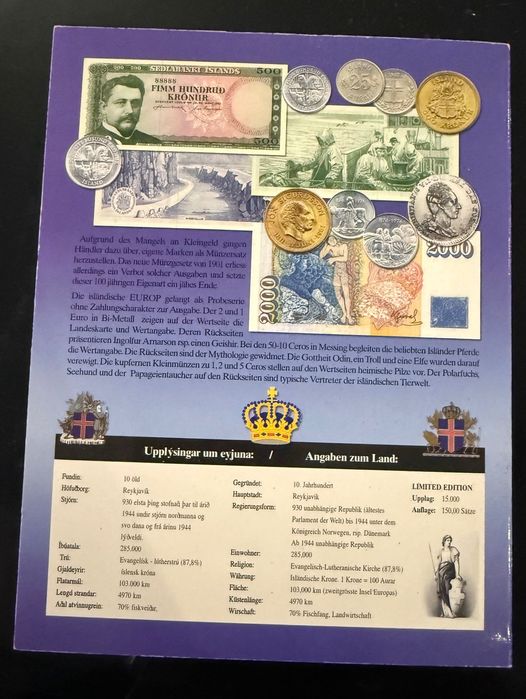 500
SEÐLABANKI ÍSLANDS
500
88888
FIMM HUNDRUÐ
KRÓNUR
500
25
ÍSLAND
JÓN SIGURÐSSON
2000
2000
Aufgrund des Mangels an Kleingeld gingen
Händler dazu über, eigene Marken als Münzersatz
herzustellen. Das neue Münzgesetz von 1901 erliess
allerdings ein Verbot solcher Ausgaben und setzte
dieser 100 jährigen Eigenart ein jähes Ende.
Die isländische EUROP gelangt als Probeserie
ohne Zahlungscharakter zur Ausgabe. Der 2 und 1
Euro in Bi-Metall zeigen auf der Wertseite die
Landeskarte und Wertangabe. Deren Rückseiten
präsentieren Ingolfur Arnarson rsp. einen Geishir. Bei den 50-10 Ceros in Messing begleiten die beliebten Isländer Pferde
die Wertangabe. Die Rückseiten sind der Mythologie gewidmet. Die Gottheit Odin, ein Troll und eine Elfe wurden darauf
verewigt. Die kupfernen Kleinmünzen zu 1, 2 und 5 Ceros stellen auf den Wertseiten heimische Pilze vor. Der Polarfuchs,
Seehund und der Papageientaucher auf den Rückseiten sind typische Vertreter der isländischen Tierwelt.
Upplýsingar um eyjuna: / Angaben zum Land:
Fundin: 10 öld
Höfuðborg: Reykjavik
Stjórn: 930 elsta þing stofnað þar til árið
1944 undir stjórn norðmanna og
svo dana og frá árinu 1944
lýðveldi.
Íbúatala: 285.000
Trú: Evangelísk - lútherstrú (87,8%)
Gjaldeyrir: íslensk króna
Flatarmál: 103.000 km
Lengd strandar: 4970 km
A/hl atvinnugrein: 70% fiskveiðar.
Gegründet: 10. Jahrhundert
Hauptstadt: Reykjavik
Regierungsform: 930 unabhängige Republik (ältestes
Parlament der Welt) bis 1944 unter dem
Königreich Norwegen, rsp. Dänemark
Ab 1944 unabhängige Republik
Einwohner: 285,000
Religion: Evangelisch-Lutheranische Kirche (87,8%)
Währung: Isländische Krone. 1 Krone = 100 Aurar
Fläche: 103,000 km (zweitgrösste Insel Europas)
Küstenlänge: 4970 km
Wirschaft: 70% Fischfang, Landwirtschaft
LIMITED EDITION
Upplag: 15.000
Auflage: 150,00 Sätze